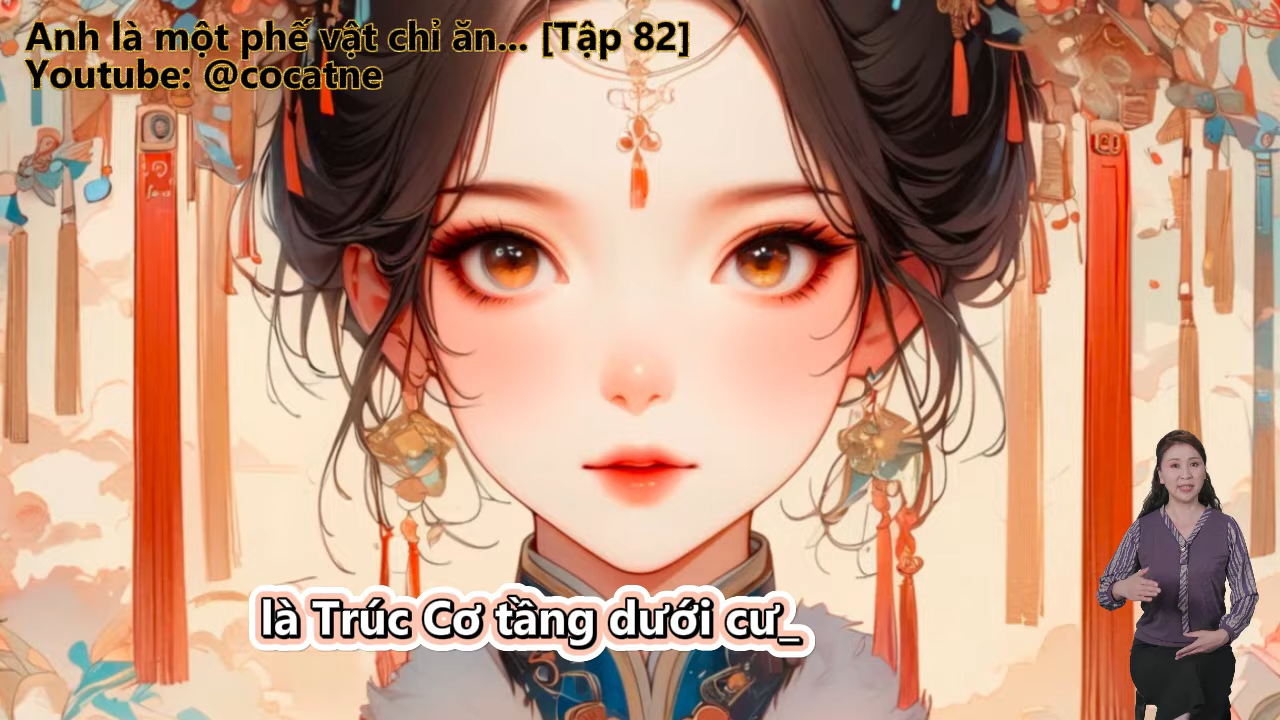 Anh là một phế vật chỉ ăn... [Tập 82]
Youtube: @cocatne
là Trúc Cơ tầng dưới cư_